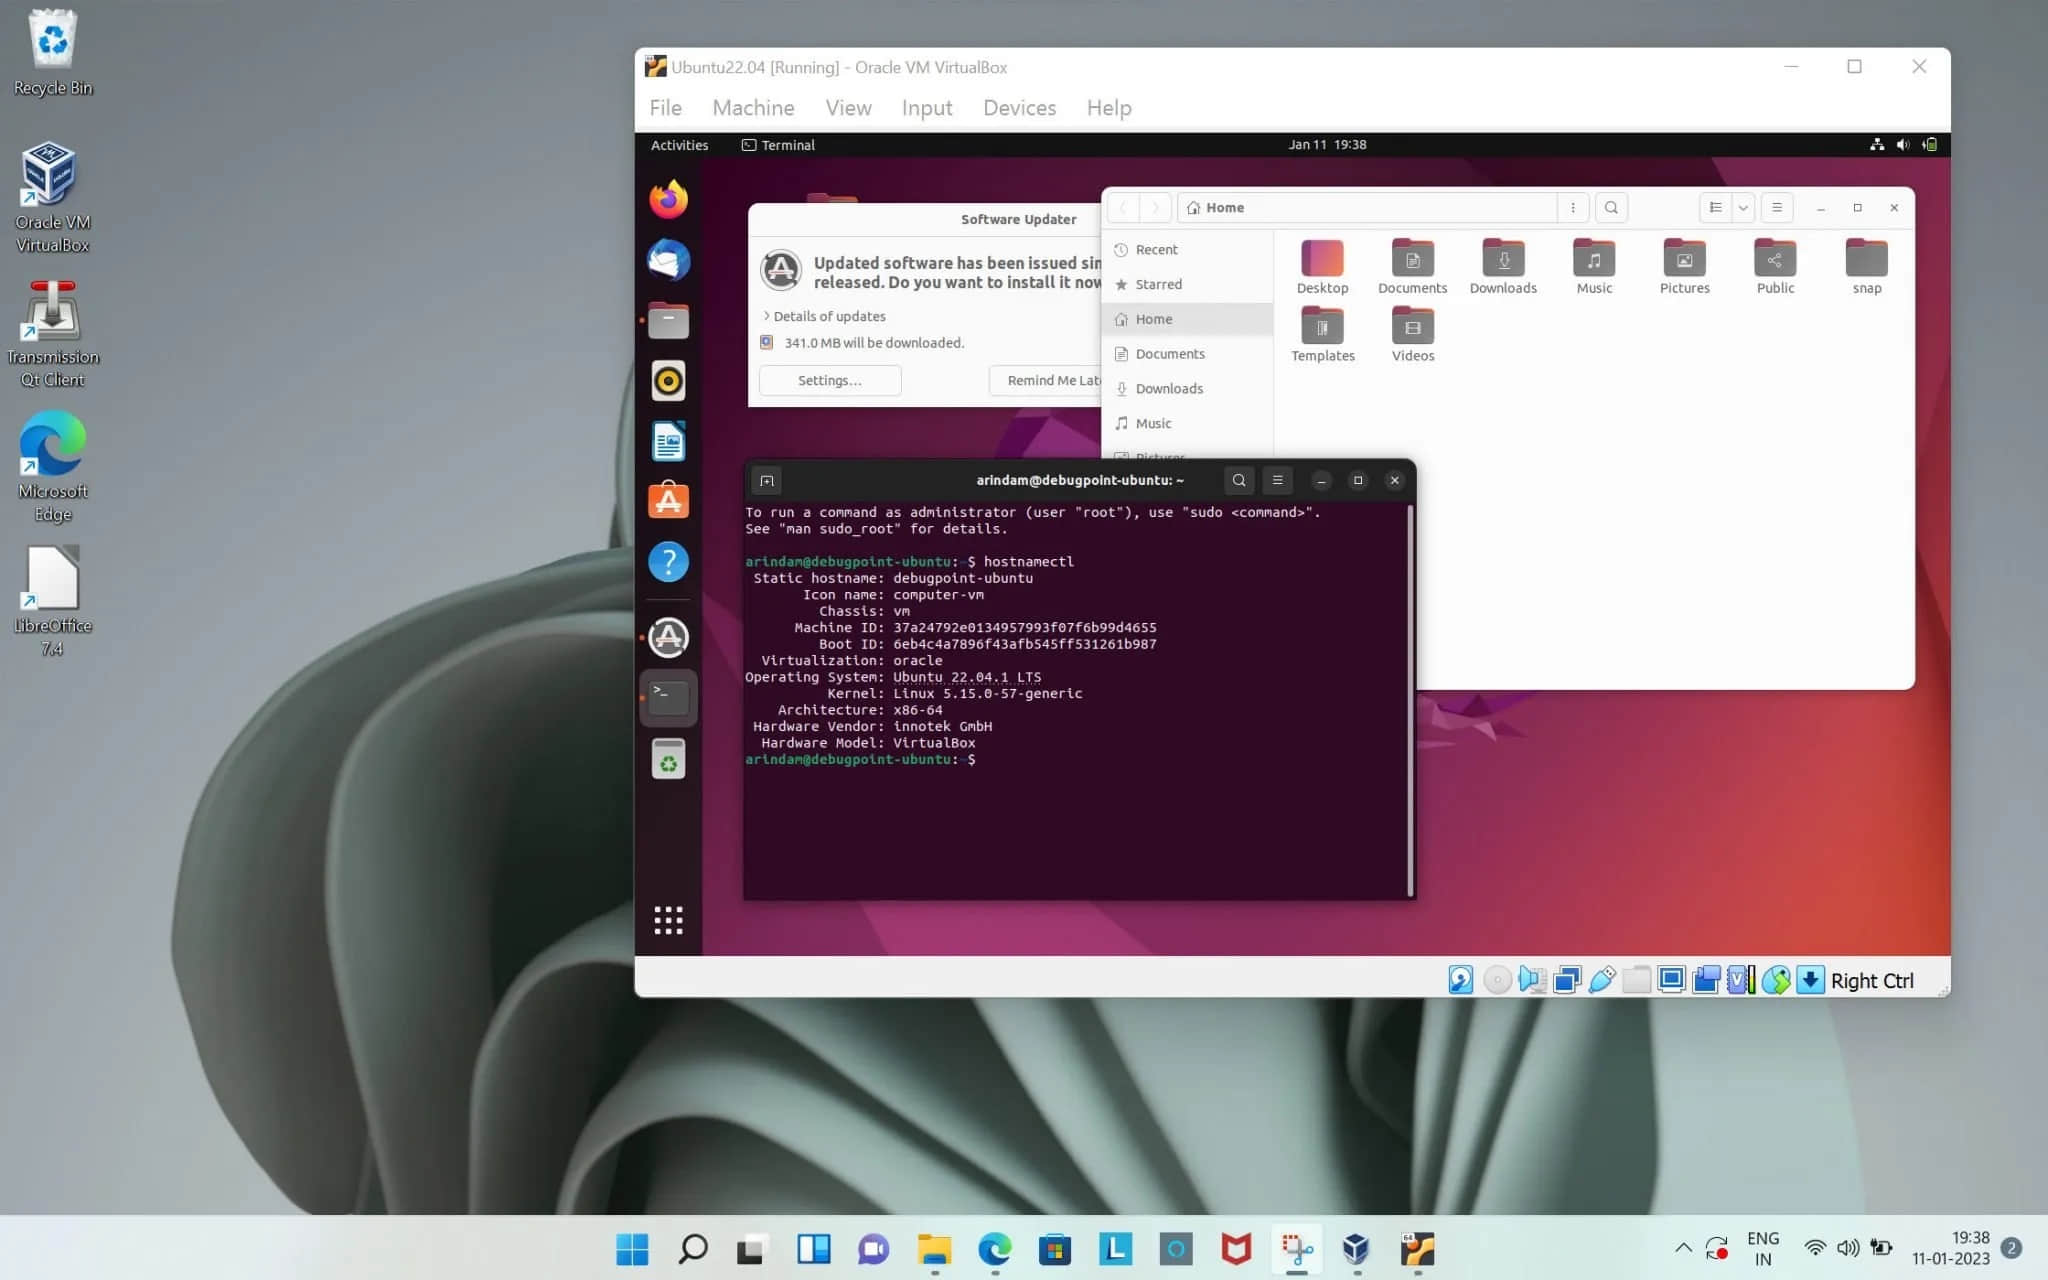 Recycle Bin
Oracle VM
VirtualBox
Transmission
Qt Client
Microsoft
Edge
LibreOffice
7.4
Ubuntu22.04 [Running] - Oracle VM VirtualBox
File Machine View Input Devices Help
Activities Terminal Jan 11 19:38
Software Updater
Updated software has been issued sin
released. Do you want to install it now
Details of updates
341.0 MB will be downloaded.
Settings... Remind Me Late
Home
Recent
Starred
Home
Documents
Downloads
Music
Pictures
Desktop Documents Downloads Music Pictures Public snap
Templates Videos
arindam@debugpoint-ubuntu: ~
To run a command as administrator (user "root"), use "sudo <command>".
See "man sudo_root" for details.
arindam@debugpoint-ubuntu:~$ hostnamectl
Static hostname: debugpoint-ubuntu
Icon name: computer-vm
Chassis: vm
Machine ID: 37a24792e0134957993f07f6b99d4655
Boot ID: 6eb4c4a7896f43afb545ff531261b987
Virtualization: oracle
Operating System: Ubuntu 22.04.1 LTS
Kernel: Linux 5.15.0-57-generic
Architecture: x86-64
Hardware Vendor: innotek GmbH
Hardware Model: VirtualBox
arindam@debugpoint-ubuntu:~$
Right Ctrl
ENG
IN
19:38
11-01-2023
2